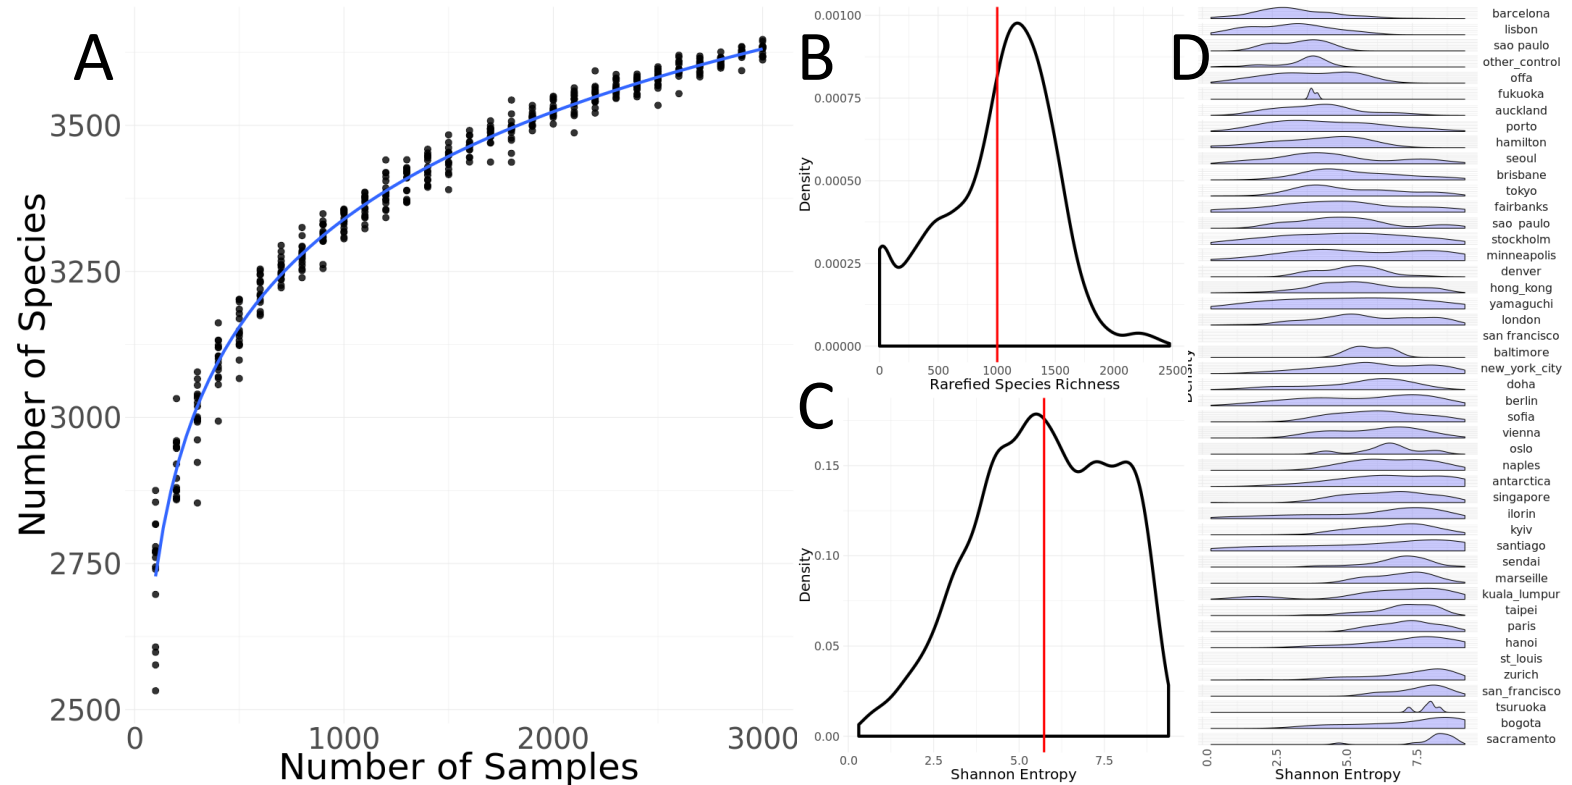 A
3500
3250
3000
2750
2500
Number of Species
0
1000
2000
3000
Number of Samples
B
0.00100
0.00075
0.00050
0.00025
0.00000
Density
0
500
1000
1500
2000
2500
Rarefied Species Richness
C
0.15
0.10
0.05
0.00
Density
0.0
2.5
5.0
7.5
Shannon Entropy
D
Density
barcelona
lisbon
sao paulo
other_control
offa
fukuoka
auckland
porto
hamilton
seoul
brisbane
tokyo
fairbanks
sao_paulo
stockholm
minneapolis
denver
hong_kong
yamaguchi
london
san francisco
baltimore
new_york_city
doha
berlin
sofia
vienna
oslo
naples
antarctica
singapore
ilorin
kyiv
santiago
sendai
marseille
kuala_lumpur
taipei
paris
hanoi
st_louis
zurich
san_francisco
tsuruoka
bogota
sacramento
0.0
2.5
5.0
7.5
Shannon Entropy